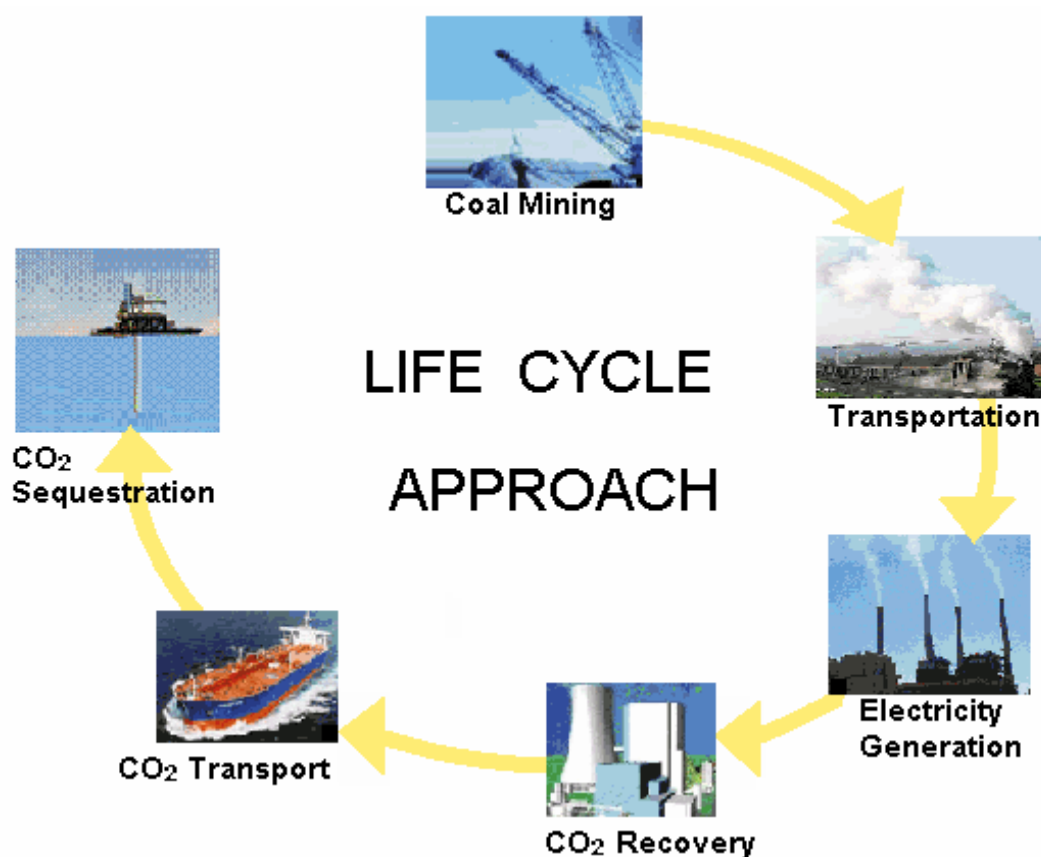 Coal Mining
Transportation
LIFE CYCLE
APPROACH
CO₂
Sequestration
Electricity
Generation
CO₂ Transport
CO₂ Recovery